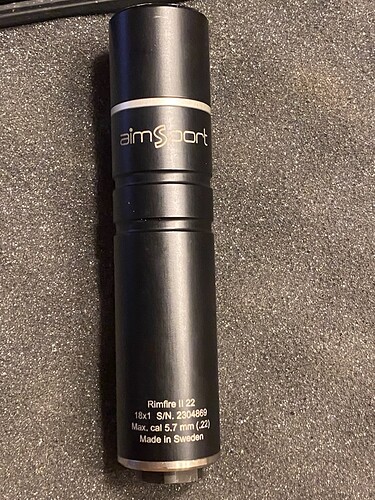 aimSport
Rimfire II 22
18x1 S/N. 2304869
Max. cal 5.7 mm (.22)
Made in Sweden